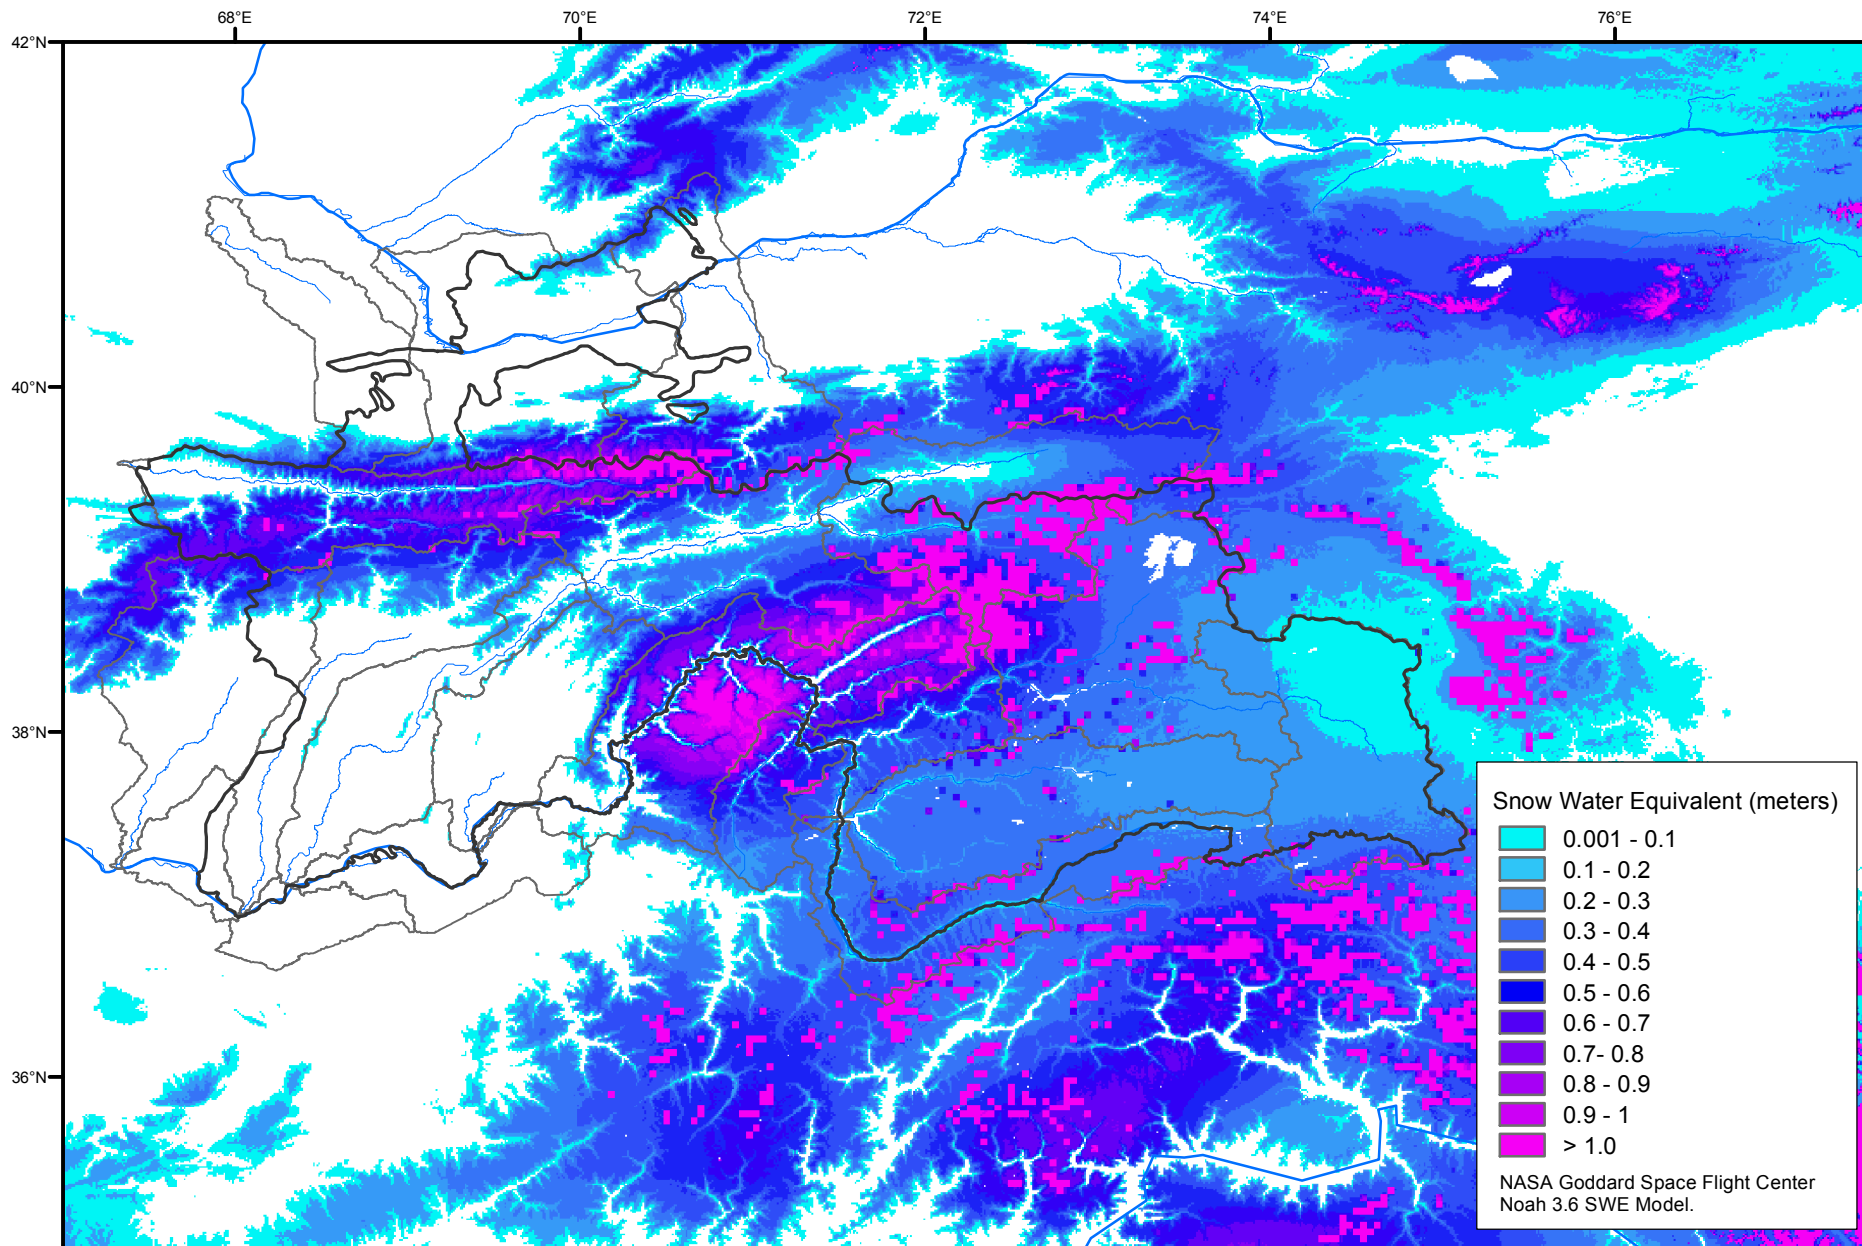 68°E
70°E
72°E
74°E
76°E
42°N
40°N
38°N
36°N
Snow Water Equivalent (meters)
0.001 - 0.1
0.1 - 0.2
0.2 - 0.3
0.3 - 0.4
0.4 - 0.5
0.5 - 0.6
0.6 - 0.7
0.7- 0.8
0.8 - 0.9
0.9 - 1
> 1.0
NASA Goddard Space Flight Center
Noah 3.6 SWE Model.